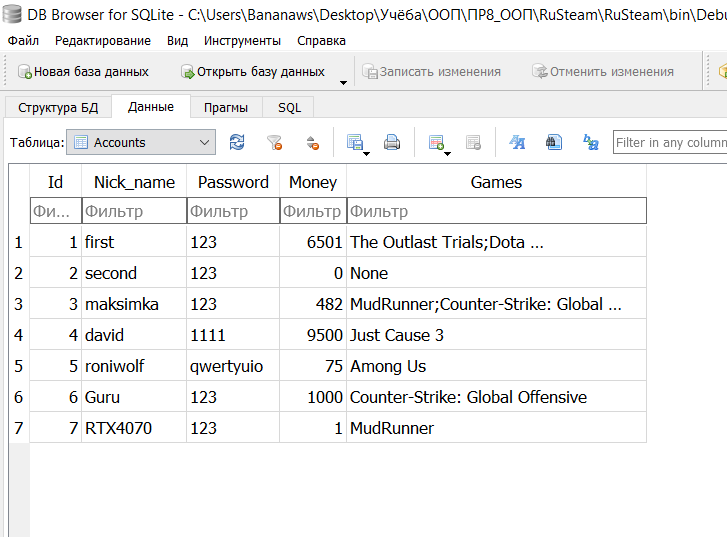 DB Browser for SQLite - C:\Users\Bananaws\Desktop\Учёба\ООП\ПР8_ООП\RuSteam\RuSteam\bin\Debu
Файл Редактирование Вид Инструменты Справка
Новая база данных Открыть базу данных Записать изменения Отменить изменения
Структура БД Данные Прагмы SQL
Таблица: Accounts Filter in any column
Id Nick_name Password Money Games
Фи... Фильтр Фильтр Фильтр Фильтр
1 1 first 123 6501 The Outlast Trials;Dota ...
2 2 second 123 0 None
3 3 maksimka 123 482 MudRunner;Counter-Strike: Global ...
4 4 david 1111 9500 Just Cause 3
5 5 roniwolf qwertyuio 75 Among Us
6 6 Guru 123 1000 Counter-Strike: Global Offensive
7 7 RTX4070 123 1 MudRunner